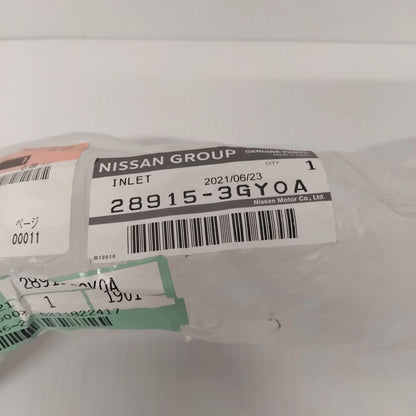 NISSAN GROUP
GENUINE PARTS
INLET
2021/06/23
QTY
1
28915-3GY0A
Nissan Motor Co., Ltd.
B12010
ページ
00011
1
1901